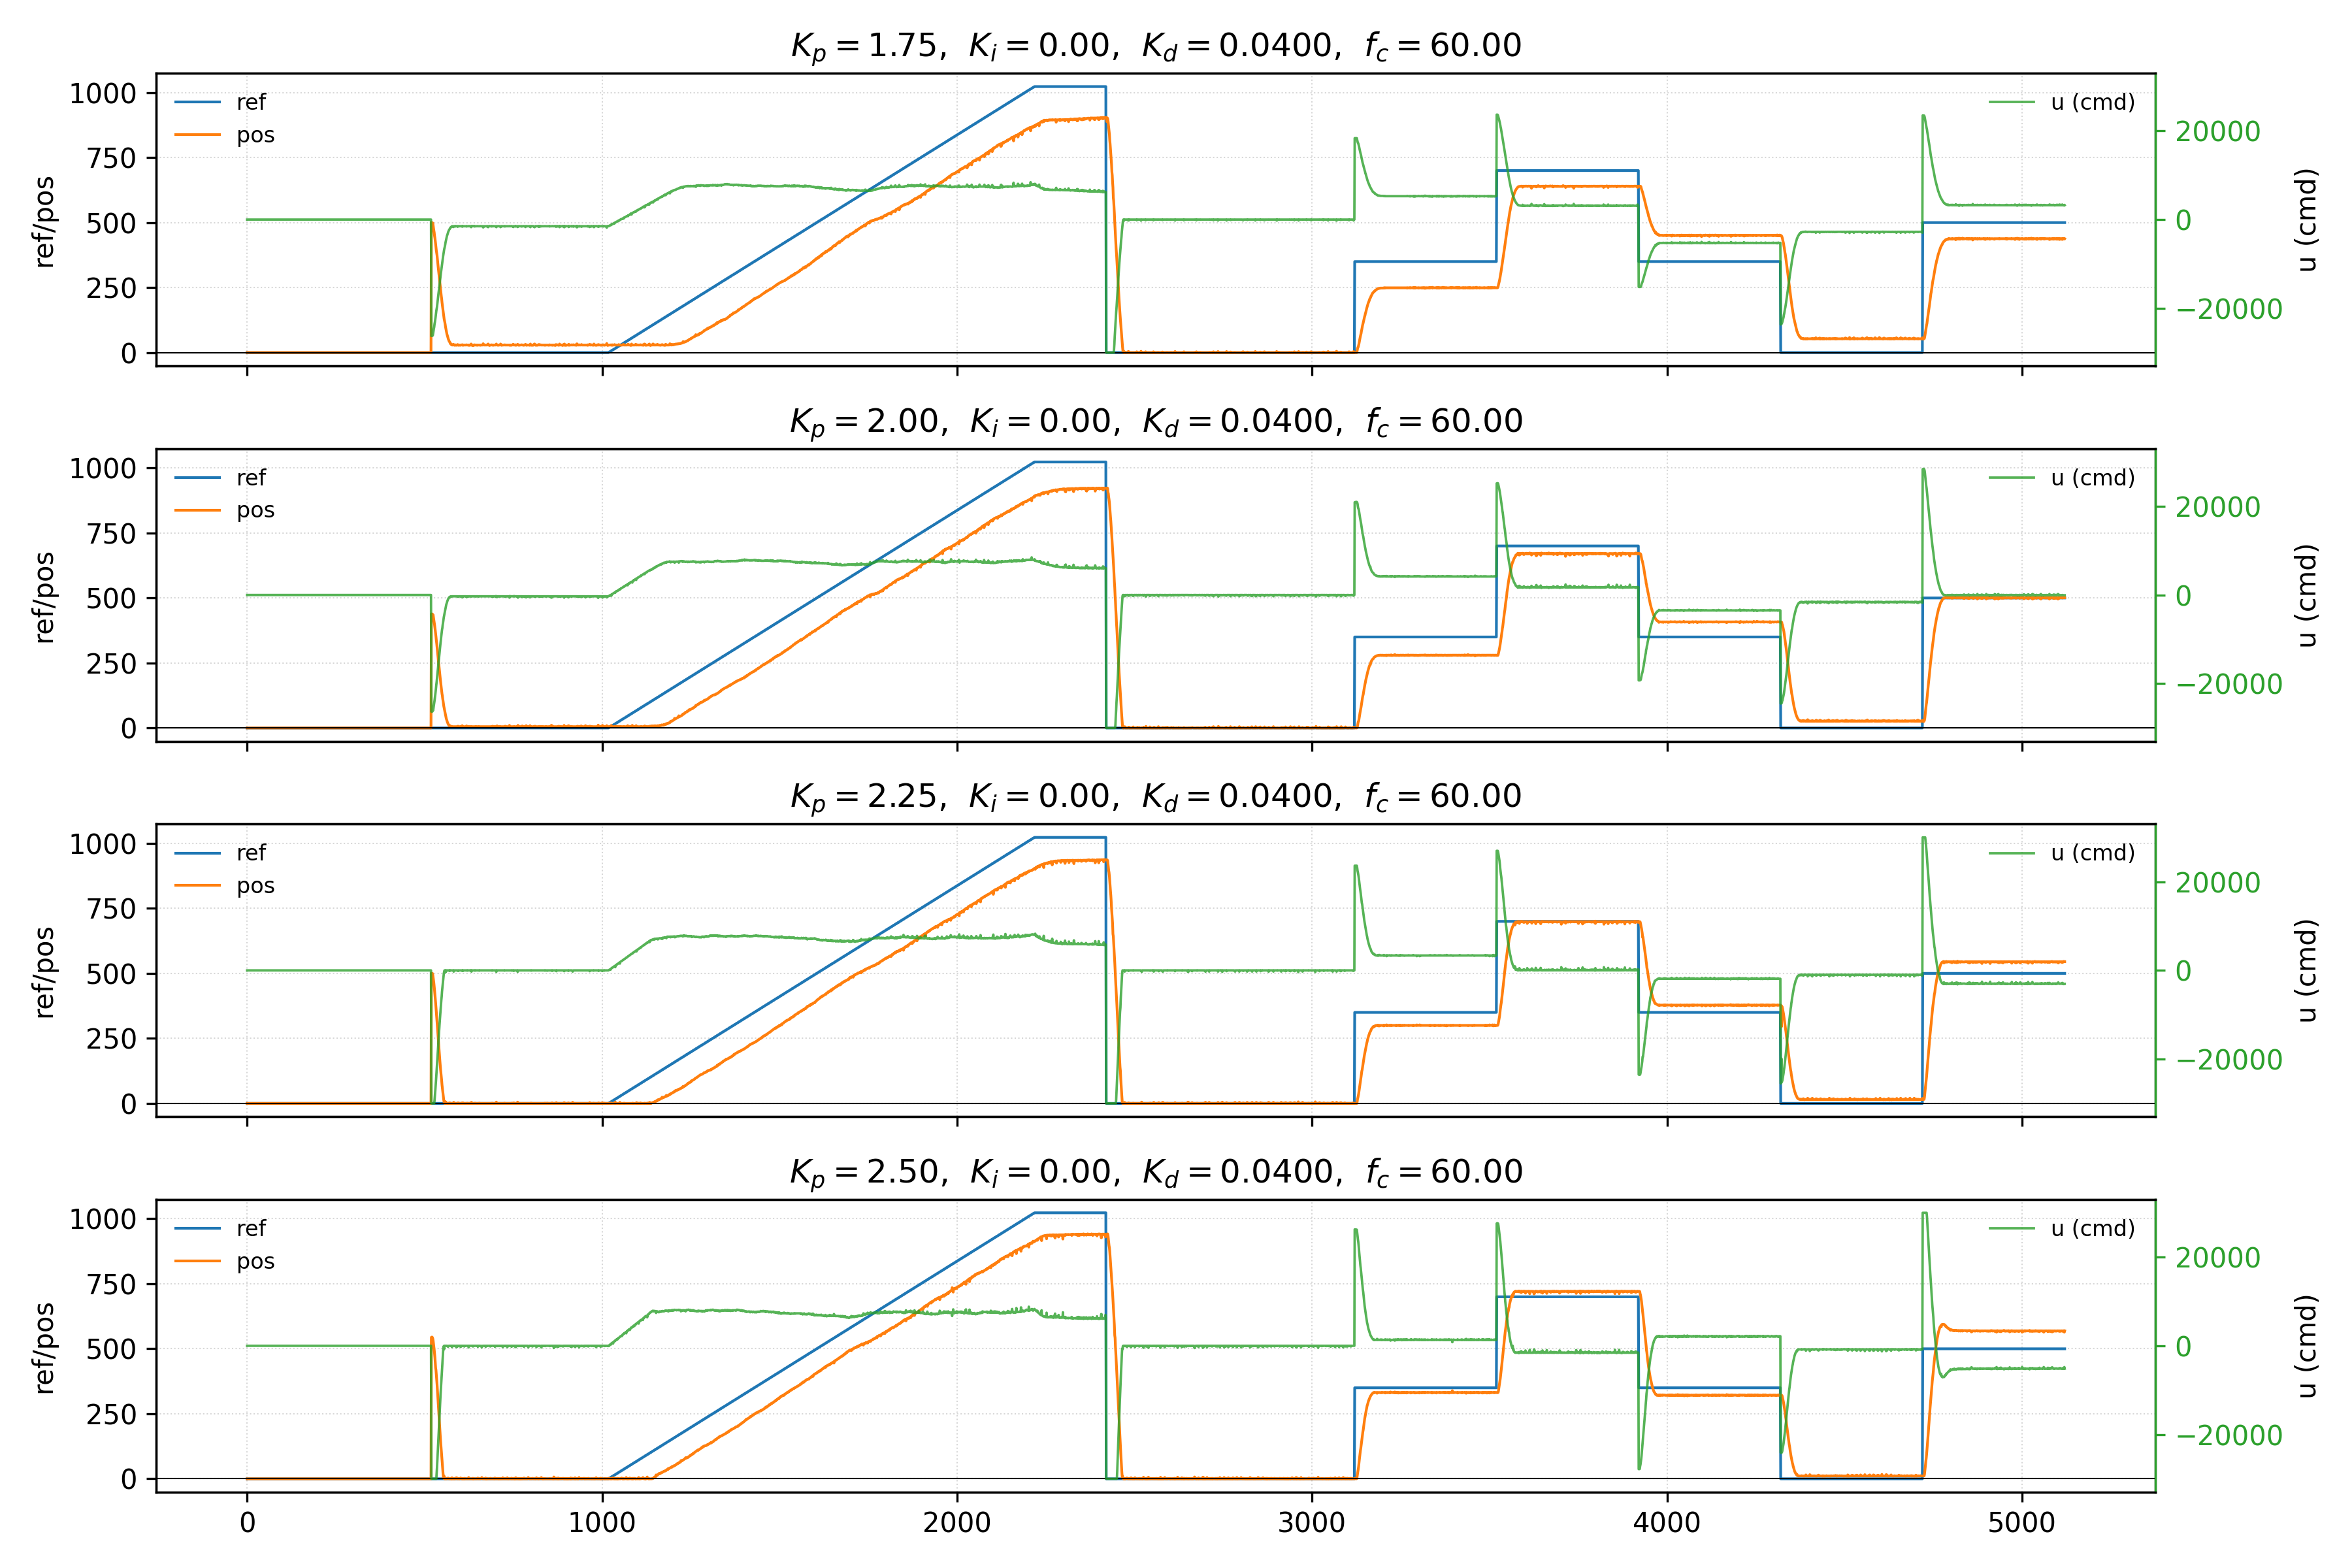 K_p = 1.75, K_i = 0.00, K_d = 0.0400, f_c = 60.00
1000
750
500
250
0
ref/pos
ref
pos
u (cmd)
20000
0
−20000
u (cmd)
K_p = 2.00, K_i = 0.00, K_d = 0.0400, f_c = 60.00
1000
750
500
250
0
ref/pos
ref
pos
u (cmd)
20000
0
−20000
u (cmd)
K_p = 2.25, K_i = 0.00, K_d = 0.0400, f_c = 60.00
1000
750
500
250
0
ref/pos
ref
pos
u (cmd)
20000
0
−20000
u (cmd)
K_p = 2.50, K_i = 0.00, K_d = 0.0400, f_c = 60.00
1000
750
500
250
0
ref/pos
ref
pos
u (cmd)
20000
0
−20000
u (cmd)
0 1000 2000 3000 4000 5000